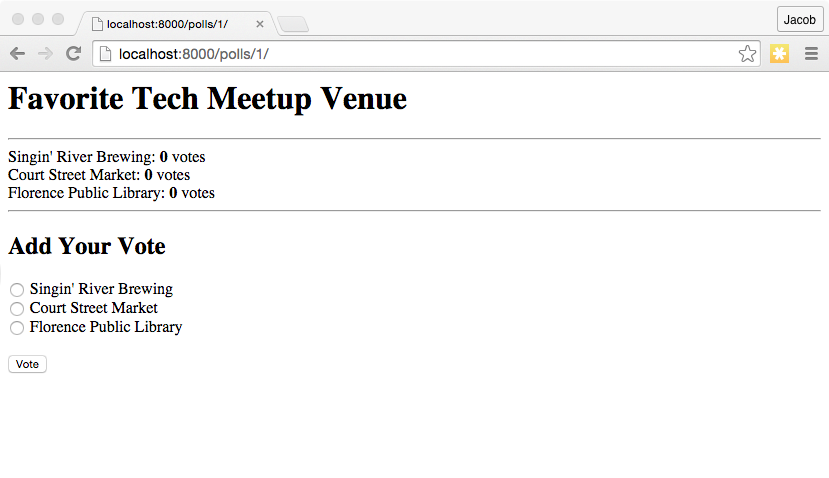 localhost:8000/polls/1/
Jacob
localhost:8000/polls/1/
Favorite Tech Meetup Venue
Singin' River Brewing: 0 votes
Court Street Market: 0 votes
Florence Public Library: 0 votes
Add Your Vote
Singin' River Brewing
Court Street Market
Florence Public Library
Vote